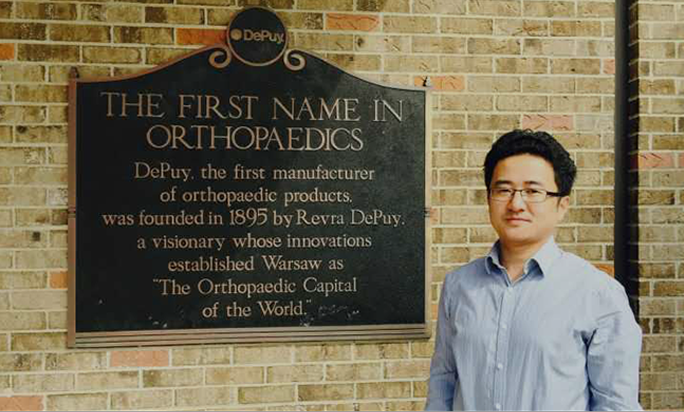 DePuy
THE FIRST NAME IN
ORTHOPAEDICS
DePuy, the first manufacturer
of orthopaedic products,
was founded in 1895 by Revra DePuy,
a visionary whose innovations
established Warsaw as
"The Orthopaedic Capital
of the World."